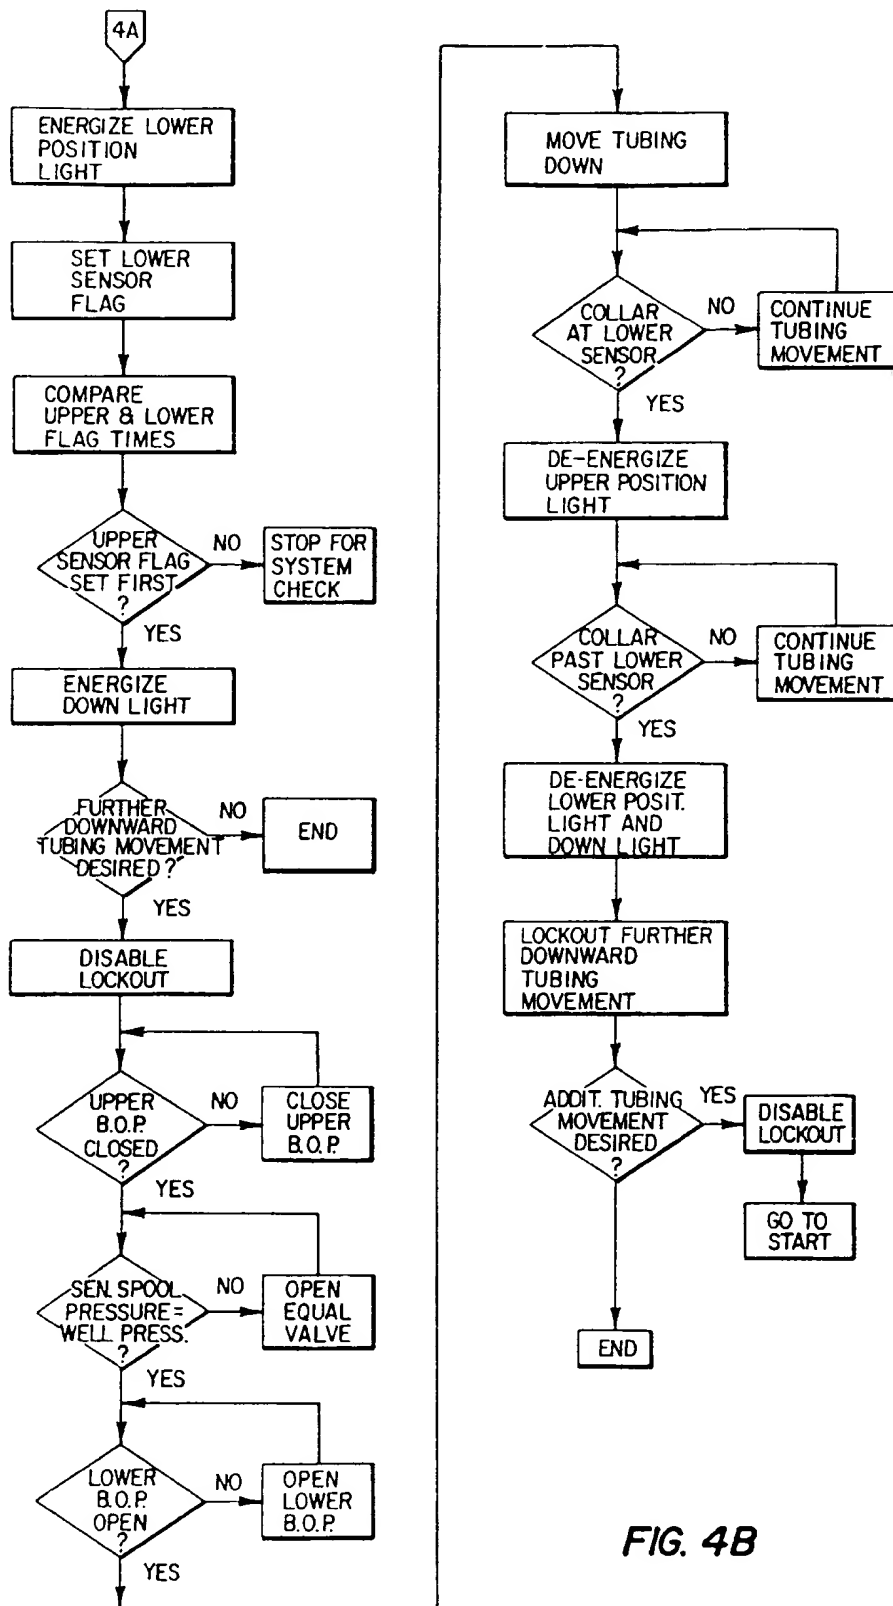 4A
ENERGIZE LOWER
POSITION
LIGHT
SET LOWER
SENSOR
FLAG
COMPARE
UPPER & LOWER
FLAG TIMES
UPPER
SENSOR FLAG
SET FIRST
?
NO
STOP FOR
SYSTEM
CHECK
YES
ENERGIZE
DOWN LIGHT
FURTHER
DOWNWARD
TUBING MOVEMENT
DESIRED ?
NO
END
YES
DISABLE
LOCKOUT
UPPER
B.O.P.
CLOSED
?
NO
CLOSE
UPPER
B.O.P.
YES
SEN. SPOOL
PRESSURE =
WELL PRESS.
?
NO
OPEN
EQUAL
VALVE
YES
LOWER
B.O.P.
OPEN
?
NO
OPEN
LOWER
B.O.P.
YES
MOVE TUBING
DOWN
COLLAR
AT LOWER
SENSOR
?
NO
CONTINUE
TUBING
MOVEMENT
YES
DE-ENERGIZE
UPPER POSITION
LIGHT
COLLAR
PAST LOWER
SENSOR
?
NO
CONTINUE
TUBING
MOVEMENT
YES
DE-ENERGIZE
LOWER POSIT.
LIGHT AND
DOWN LIGHT
LOCKOUT FURTHER
DOWNWARD
TUBING
MOVEMENT
ADDIT. TUBING
MOVEMENT
DESIRED
?
YES
DISABLE
LOCKOUT
GO TO
START
END
FIG. 4B